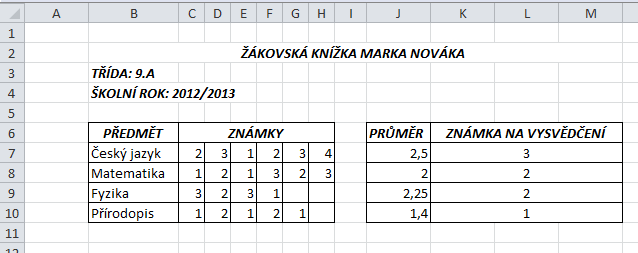 A B C D E F G H I J K L M
1
2 ŽÁKOVSKÁ KNÍŽKA MARKA NOVÁKA
3 TŘÍDA: 9.A
4 ŠKOLNÍ ROK: 2012/2013
5
6 PŘEDMĚT ZNÁMKY PRŮMĚR ZNÁMKA NA VYSVĚDČENÍ
7 Český jazyk 2 3 1 2 3 4 2,5 3
8 Matematika 1 2 1 3 2 3 2 2
9 Fyzika 3 2 3 1 2,25 2
10 Přírodopis 1 2 1 2 1 1,4 1
11
12